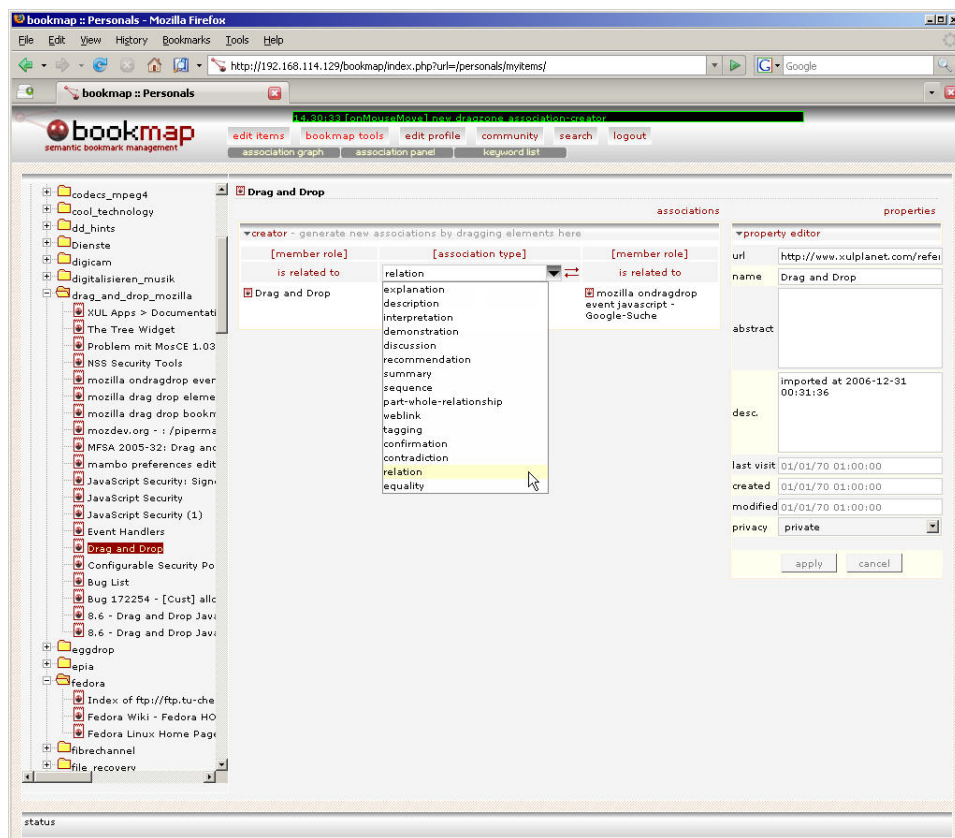 bookmap :: Personals - Mozilla Firefox
File Edit View History Bookmarks Tools Help
http://192.168.114.129/bookmap/index.php?url=/personals/myitems/
Google
bookmap :: Personals
14.30:33 [onMouseMove] new dragzone association-creator
bookmap
semantic bookmark management
edit items bookmap tools edit profile community search logout
association graph association panel keyword list
codecs_mpeg4
cool_technology
dd_hints
Dienste
digicam
digitalisieren_musik
drag_and_drop_mozilla
XUL Apps > Documentati
The Tree Widget
Problem mit MosCE 1.03
NSS Security Tools
mozilla ondragdrop even
mozilla drag drop eleme
mozilla drag drop bookm
mozdev.org - : /piperma
MFSA 2005-32: Drag and
mambo preferences edit
JavaScript Security: Sign
JavaScript Security
JavaScript Security (1)
Event Handlers
Drag and Drop
Configurable Security Po
Bug List
Bug 172254 - [Cust] allo
8.6 - Drag and Drop Java
8.6 - Drag and Drop Java
eggdrop
epia
fedora
Index of ftp://ftp.tu-che
Fedora Wiki - Fedora HO
Fedora Linux Home Page
fibrechannel
file_recovery
Drag and Drop
associations
creator - generate new associations by dragging elements here
[member role] [association type] [member role]
is related to relation is related to
Drag and Drop
mozilla ondragdrop
event javascript -
Google-Suche
explanation
description
interpretation
demonstration
discussion
recommendation
summary
sequence
part-whole-relationship
weblink
tagging
confirmation
contradiction
relation
equality
properties
property editor
url http://www.xulplanet.com/refe
name Drag and Drop
abstract
desc. imported at 2006-12-31
00:31:36
last visit 01/01/70 01:00:00
created 01/01/70 01:00:00
modified 01/01/70 01:00:00
privacy private
apply cancel
status